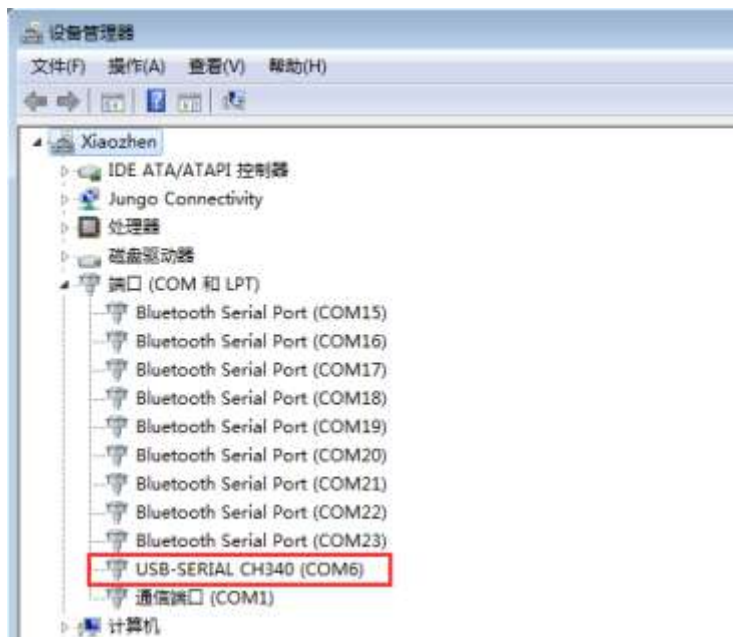 设备管理器
文件(F) 操作(A) 查看(V) 帮助(H)
Xiaozhen
IDE ATA/ATAPI 控制器
Jungo Connectivity
处理器
磁盘驱动器
端口 (COM 和 LPT)
Bluetooth Serial Port (COM15)
Bluetooth Serial Port (COM16)
Bluetooth Serial Port (COM17)
Bluetooth Serial Port (COM18)
Bluetooth Serial Port (COM19)
Bluetooth Serial Port (COM20)
Bluetooth Serial Port (COM21)
Bluetooth Serial Port (COM22)
Bluetooth Serial Port (COM23)
USB-SERIAL CH340 (COM6)
通信端口 (COM1)
计算机